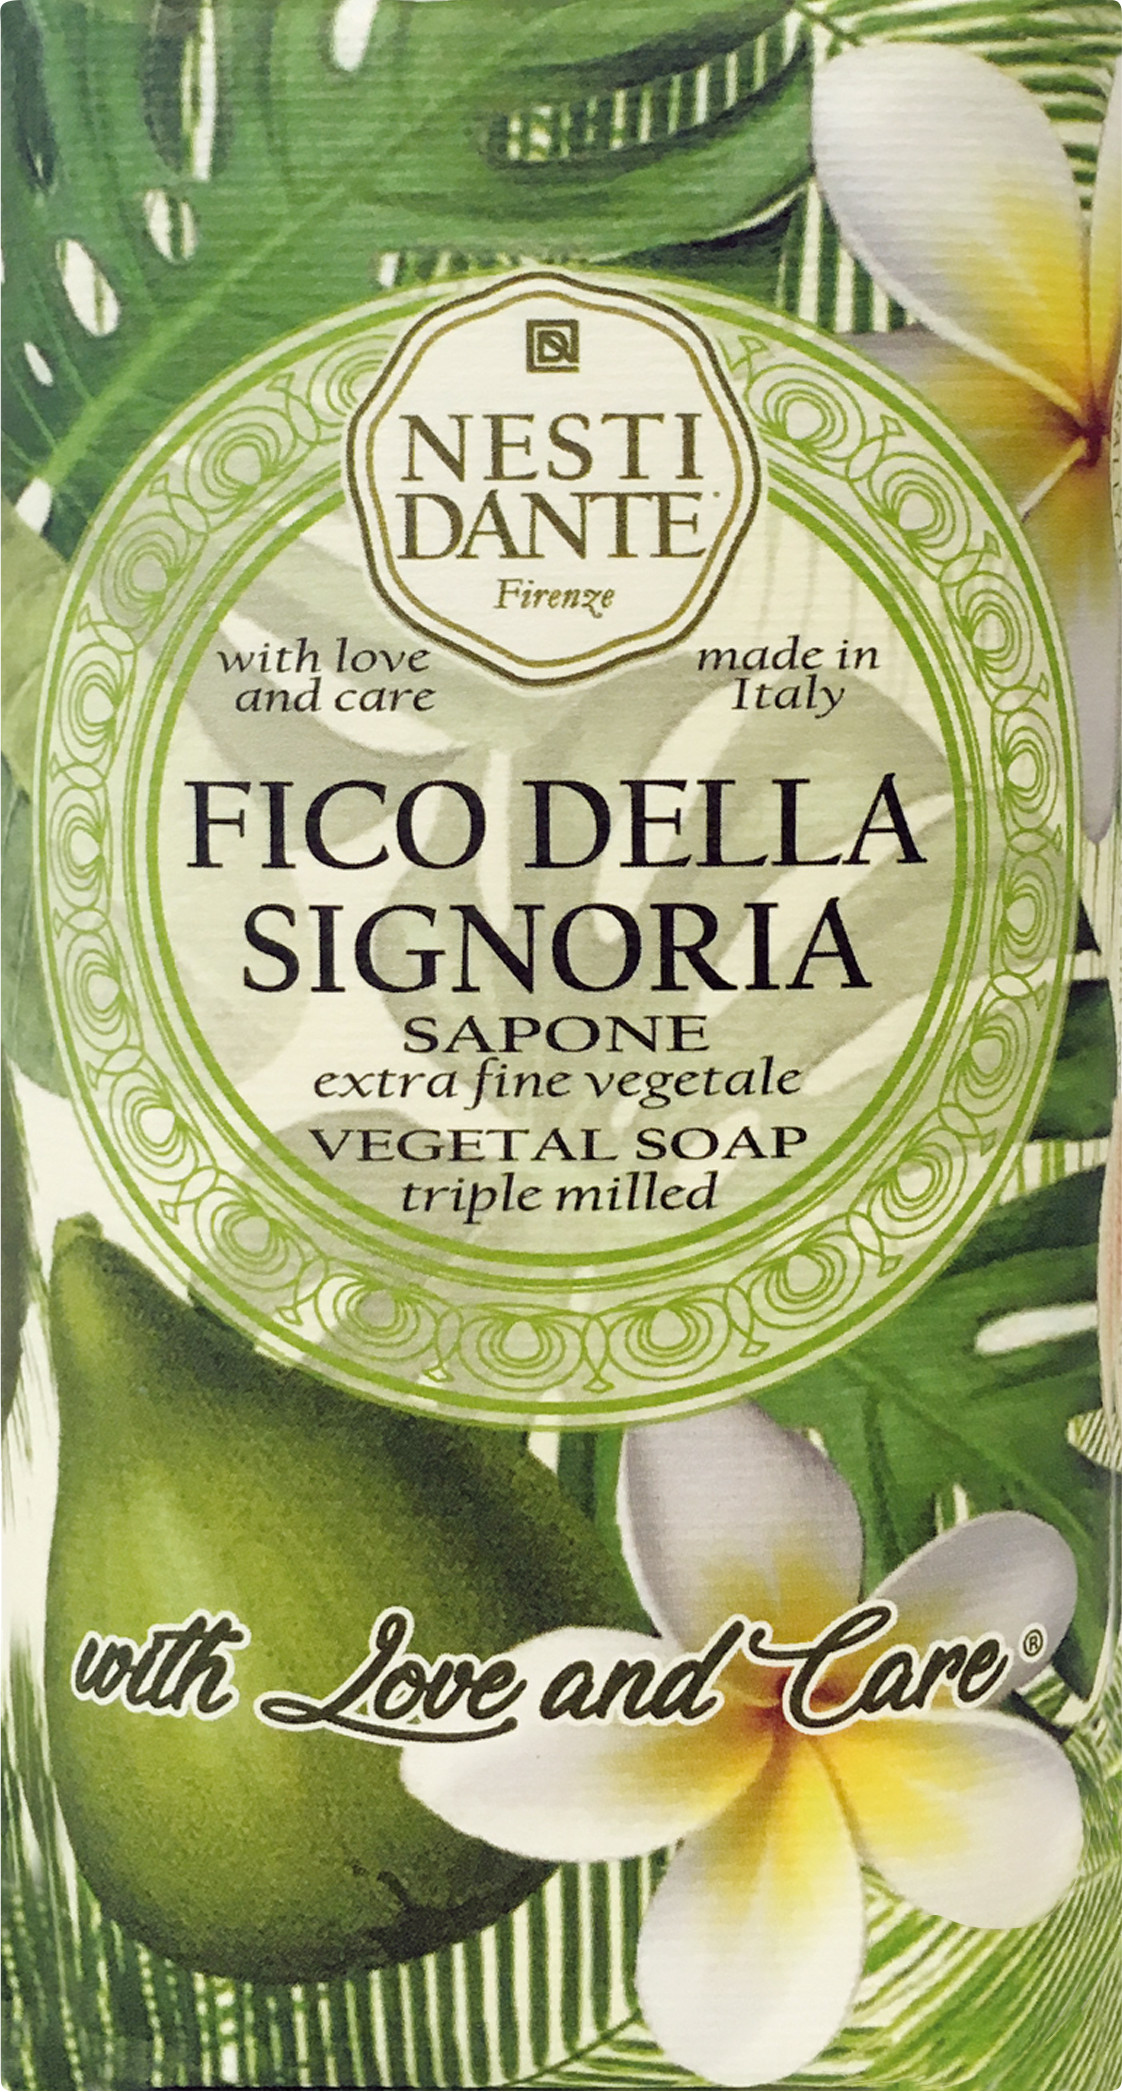 NESTI
DANTE
Firenze
with love
and care
made in
Italy
FICO DELLA
SIGNORIA
SAPONE
extra fine vegetale
VEGETAL SOAP
triple milled
with Love and Care®